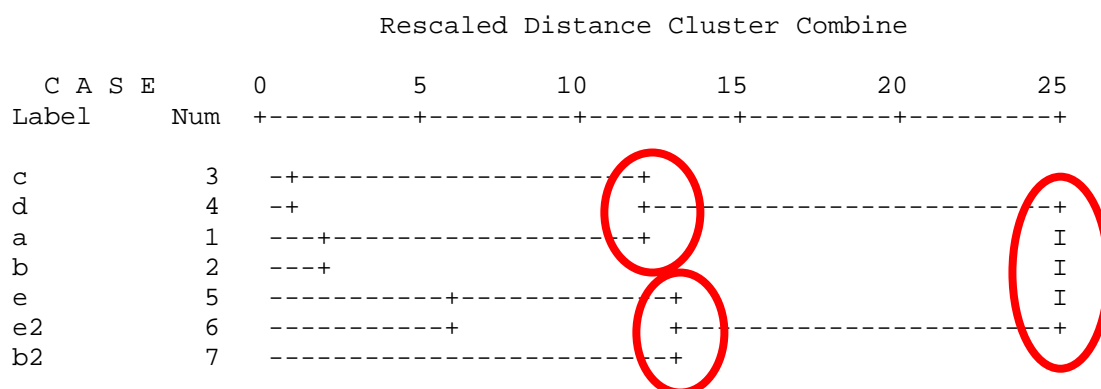 Rescaled Distance Cluster Combine
C A S E 0 5 10 15 20 25
Label Num +---------+---------+---------+---------+---------+
c 3 -+---------------------+
d 4 -+ +-------------------------+
a 1 ---+-------------------+ I
b 2 ---+ I
e 5 -----------+-------------+ I
e2 6 -----------+ +-----------------------+
b2 7 -------------------------+